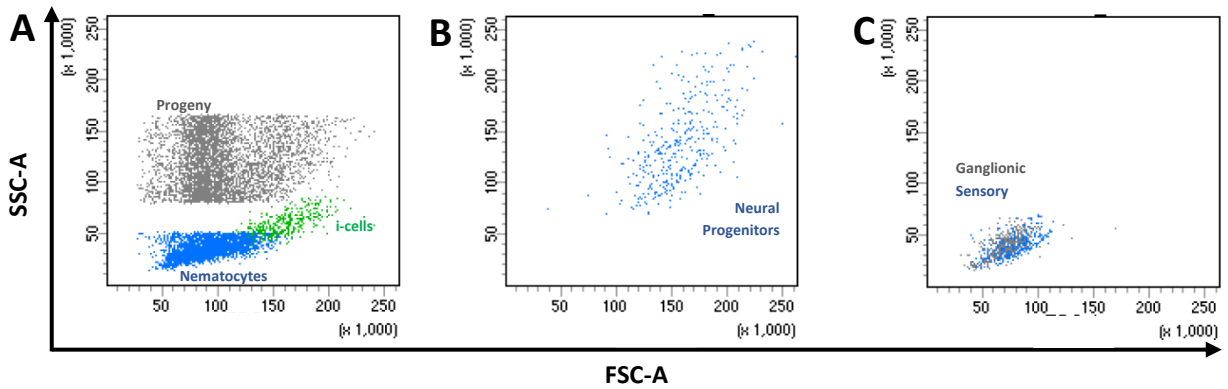 A
B
C
SSC-A
(x 1,000)
250
200
150
100
50
Progeny
i-cells
Nematocytes
50 100 150 200 250
(x 1,000)
(x 1,000)
250
200
150
100
50
Neural
Progenitors
50 100 150 200 250
(x 1,000)
(x 1,000)
250
200
150
100
50
Ganglionic
Sensory
50 100 150 200 250
(x 1,000)
FSC-A